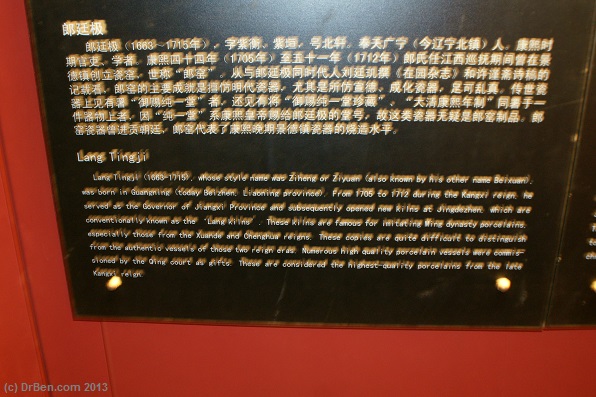 郎廷极
郎廷极（1663—1715年），字紫衡、紫垣，号北轩，奉天广宁（今辽宁北镇）人。康熙时
期官吏、学者，康熙四十四年（1705年）至五十一年（1712年）郎氏任江西巡抚期间曾在景
德镇创立瓷窑，世称“郎窑”。从与郎廷极同时代人刘廷玑撰《在园杂志》和许谨斋诗稿的
记载看，郎窑的主要成就是摹仿明代瓷器，尤其是所仿宣德、成化瓷器，足可乱真。传世瓷
器上见有署“御赐纯一堂”者，还见有将“御赐纯一堂珍藏”、“大清康熙年制”同署于一
件器物上者。因“纯一堂”系康熙皇帝赐给郎廷极的堂号，故这类瓷器无疑是郎窑制品。郎
窑瓷器曾进贡朝廷，郎窑代表了康熙晚期景德镇瓷器的烧造水平。
Lang Tingji
Lang Tingji (1663-1715), whose style name was Ziheng or Ziyuan (also known by his other name Beixuan),
was born in Guangning (today Beizhen, Liaoning province). From 1705 to 1712 during the Kangxi reign, he
served as the Governor of Jiangxi Province and subsequently opened new kilns at Jingdezhen, which are
conventionally known as the "Lang kilns". These kilns are famous for imitating Ming dynasty porcelains,
especially those from the Xuande and Chenghua reigns. These copies are quite difficult to distinguish
from the authentic vessels of those two reign eras. Numerous high quality porcelain vessels were commis-
sioned by the Qing court as gifts. These are considered the highest-quality porcelains from the late
Kangxi reign.
(c) DrBen.com 2013